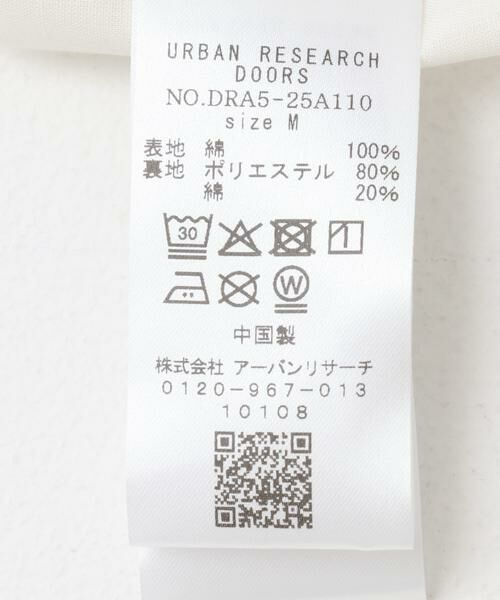 URBAN RESEARCH
DOORS
NO.DRA5-25A110
size M
表地 綿 100%
裏地 ポリエステル 80%
綿 20%
30
W
中国製
株式会社 アーバンリサーチ
0120-967-013
10108